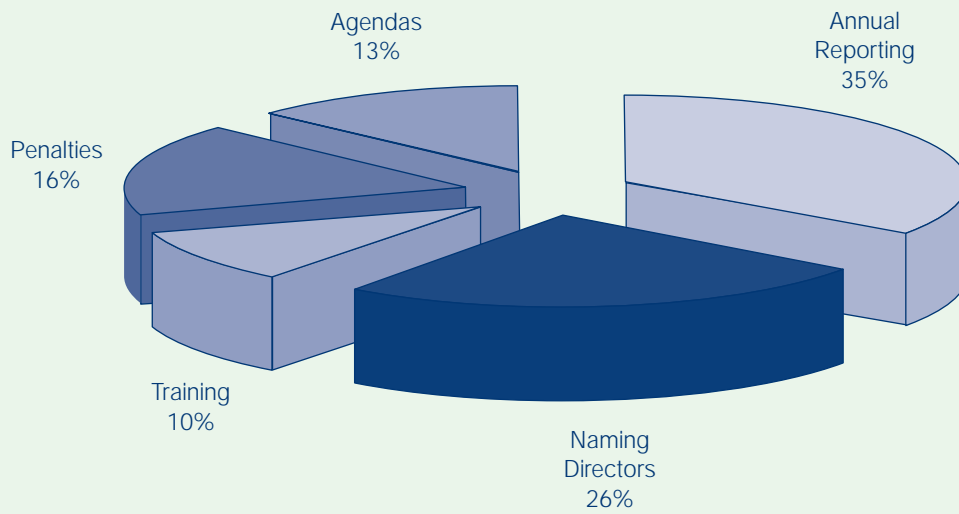 Agendas
13%
Annual
Reporting
35%
Penalties
16%
Training
10%
Naming
Directors
26%